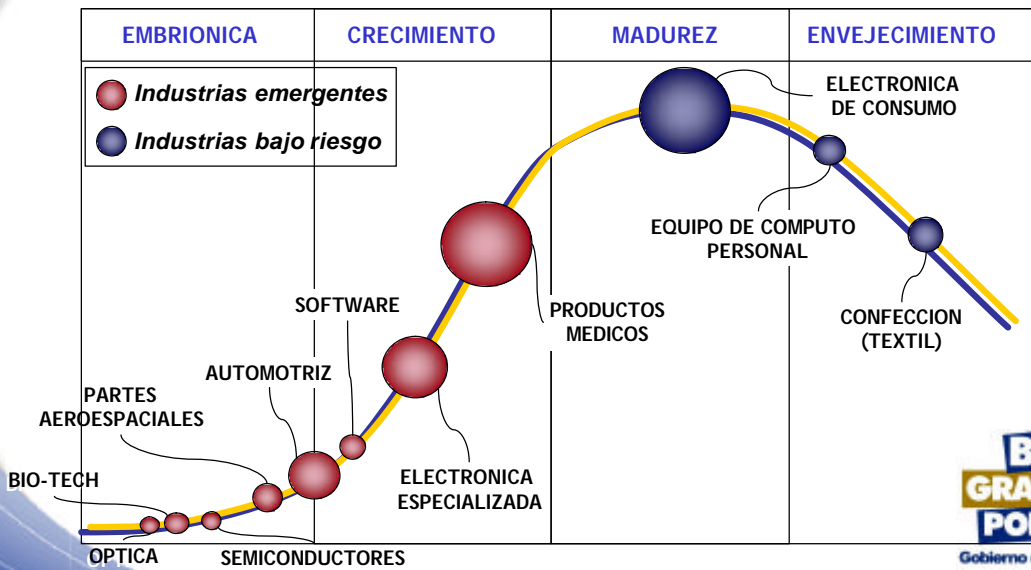 EMBRIONICA
CRECIMIENTO
MADUREZ
ENVEJECIMIENTO
Industrias emergentes
Industrias bajo riesgo
ELECTRONICA
DE CONSUMO
EQUIPO DE COMPUTO
PERSONAL
CONFECCION
(TEXTIL)
SOFTWARE
PRODUCTOS
MEDICOS
AUTOMOTRIZ
PARTES
AEROESPACIALES
ELECTRONICA
ESPECIALIZADA
BIO-TECH
OPTICA
SEMICONDUCTORES
Gobierno